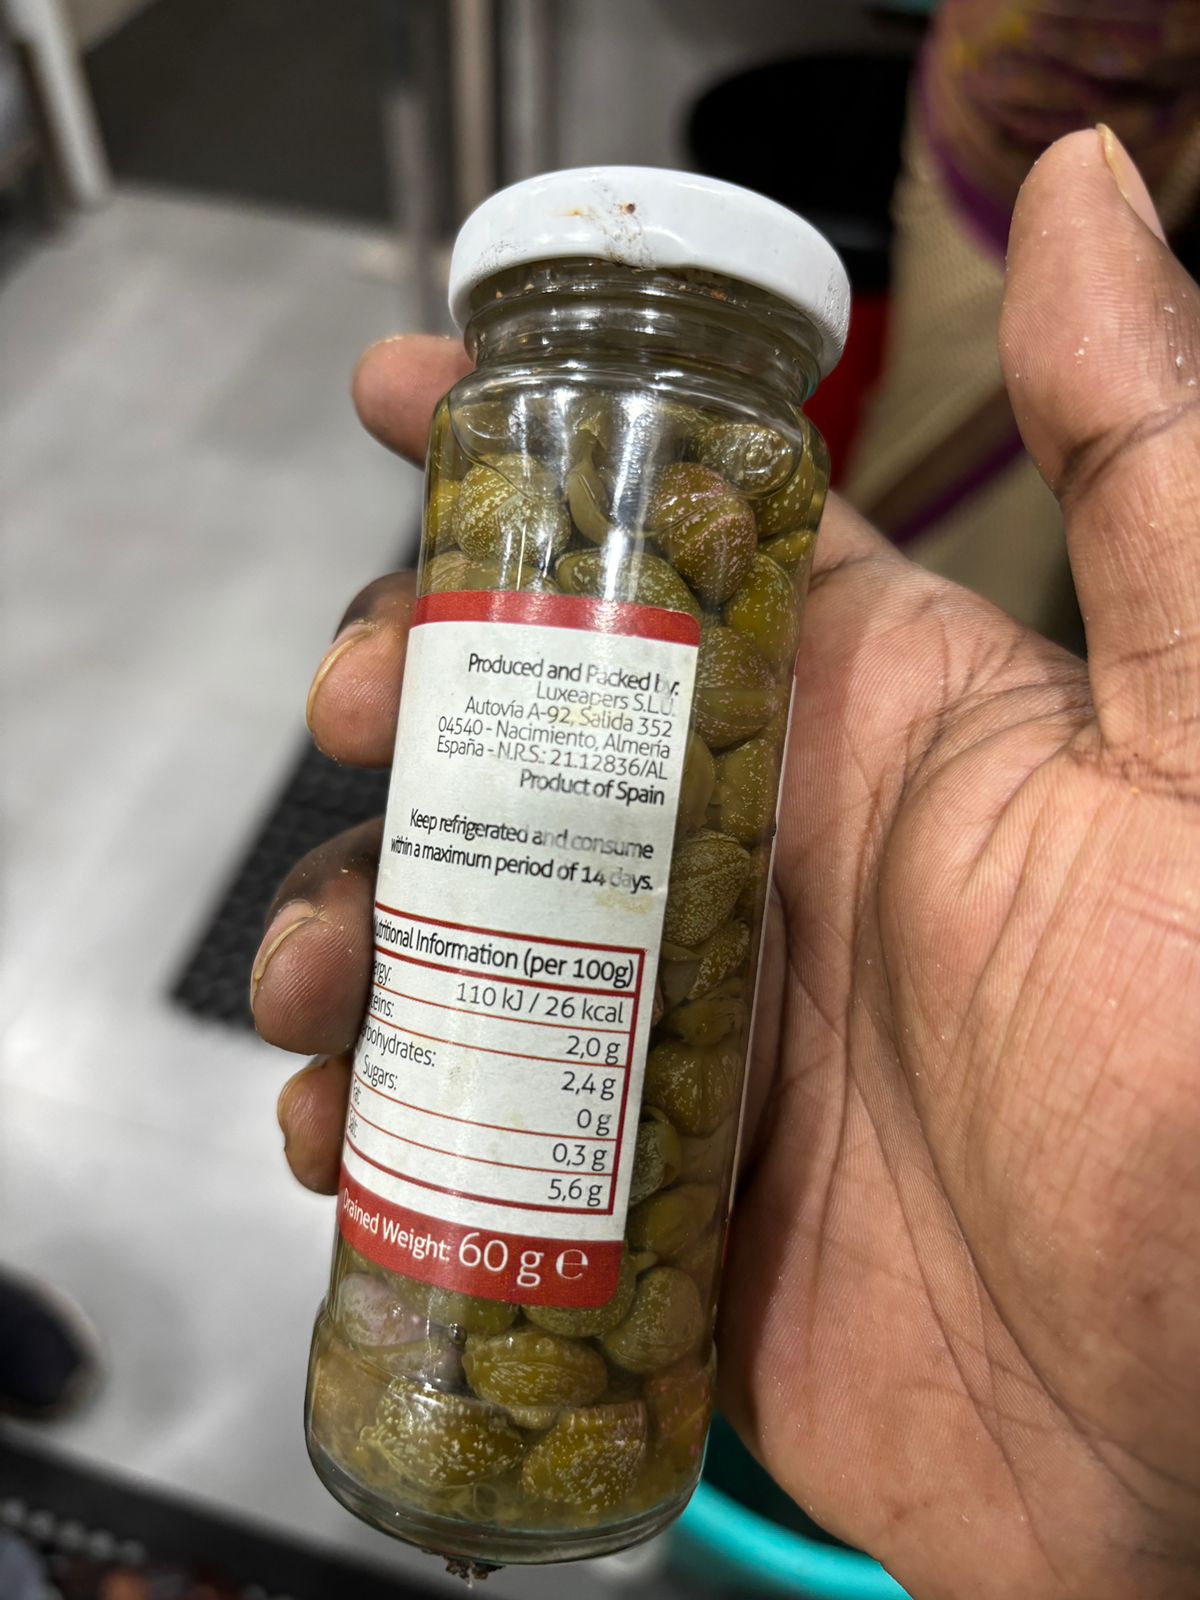 Produced and Packed by:
Luxeapers S.L.U.
Autovía A-92, Salida 352
04540 - Nacimiento, Almería
España - N.R.S.: 21.12836/AL
Product of Spain
Keep refrigerated and consume
within a maximum period of 14 days.
Information (per 100g)
110 kJ / 26 kcal
2,0 g
2,4 g
Sugars:
0 g
0,3 g
5,6 g
Drained Weight: 60 g ℮